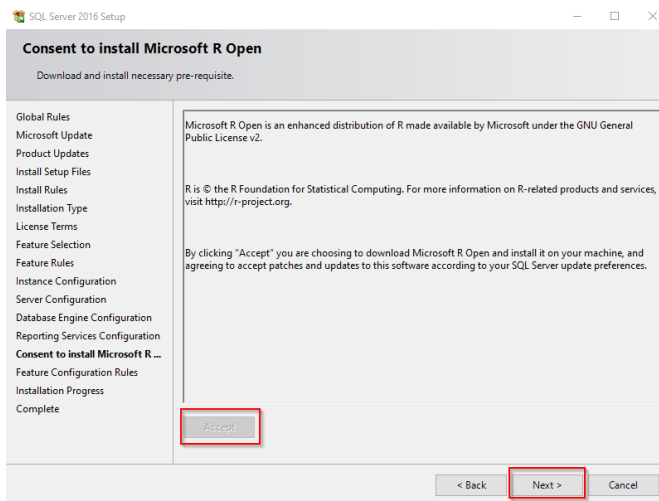 SQL Server 2016 Setup
Consent to install Microsoft R Open
Download and install necessary pre-requisite.
Global Rules
Microsoft Update
Product Updates
Install Setup Files
Install Rules
Installation Type
License Terms
Feature Selection
Feature Rules
Instance Configuration
Server Configuration
Database Engine Configuration
Reporting Services Configuration
Consent to install Microsoft R ...
Feature Configuration Rules
Installation Progress
Complete
Microsoft R Open is an enhanced distribution of R made available by Microsoft under the GNU General
Public License v2.
R is © the R Foundation for Statistical Computing. For more information on R-related products and services,
visit http://r-project.org.
By clicking "Accept" you are choosing to download Microsoft R Open and install it on your machine, and
agreeing to accept patches and updates to this software according to your SQL Server update preferences.
Accept
< Back
Next >
Cancel